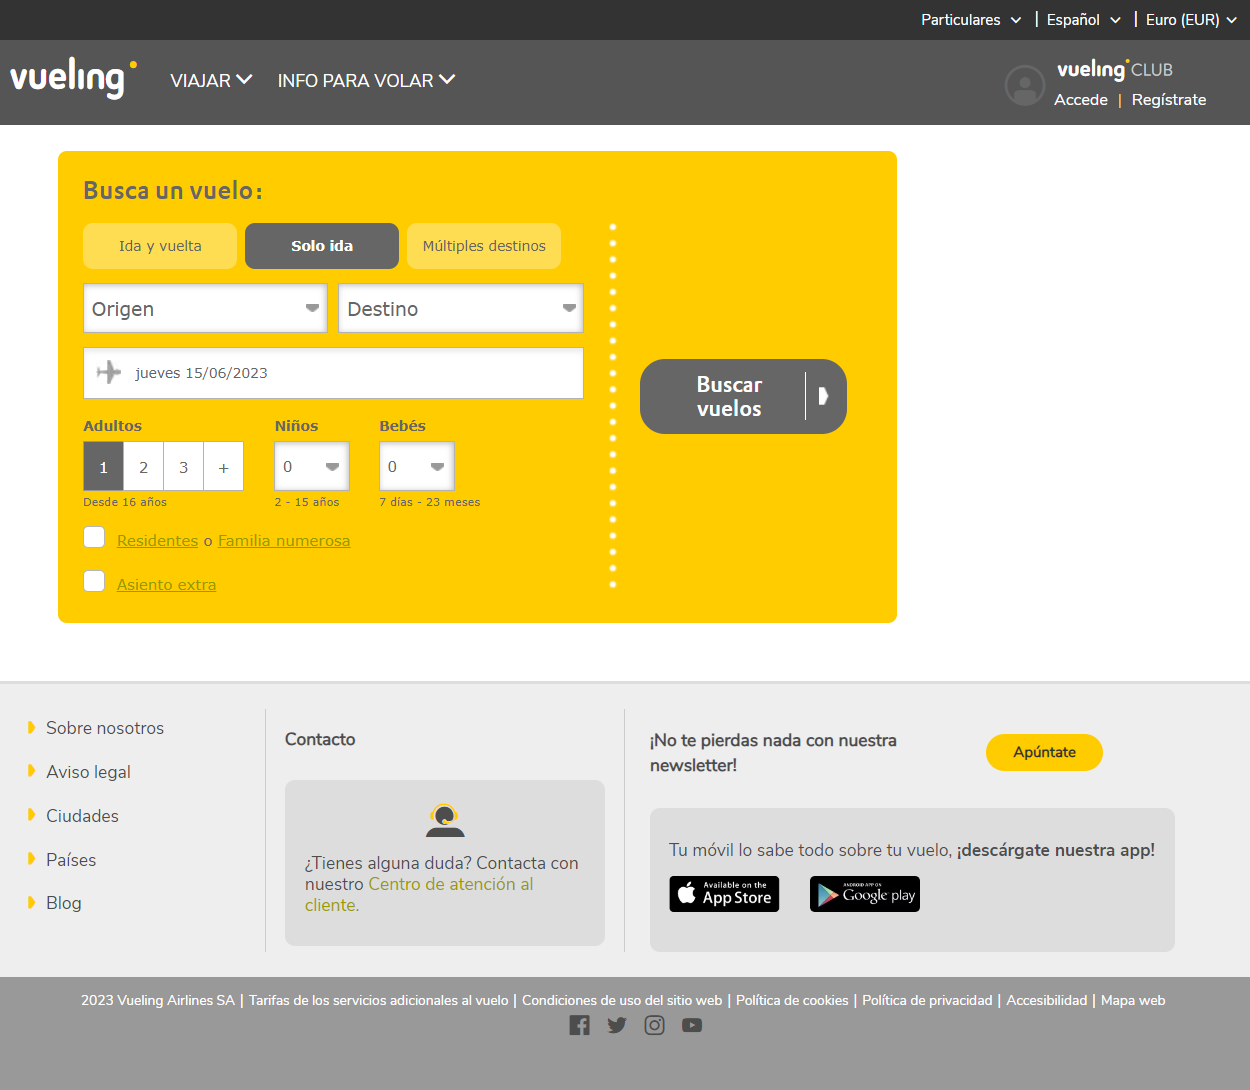 Particulares | Español | Euro (EUR)
vueling VIAJAR INFO PARA VOLAR
vueling CLUB
Accede | Regístrate
Busca un vuelo:
Ida y vuelta Solo ida Múltiples destinos
Origen Destino
jueves 15/06/2023
Buscar
vuelos
Adultos Niños Bebés
1 2 3 + 0 0
Desde 16 años 2 - 15 años 7 días - 23 meses
Residentes o Familia numerosa
Asiento extra
Sobre nosotros
Aviso legal
Ciudades
Países
Blog
Contacto
¿Tienes alguna duda? Contacta con
nuestro Centro de atención al
cliente.
¡No te pierdas nada con nuestra
newsletter!
Apúntate
Tu móvil lo sabe todo sobre tu vuelo, ¡descárgate nuestra app!
Available on the
App Store
ANDROID APP ON
Google play
2023 Vueling Airlines SA | Tarifas de los servicios adicionales al vuelo | Condiciones de uso del sitio web | Política de cookies | Política de privacidad | Accesibilidad | Mapa web